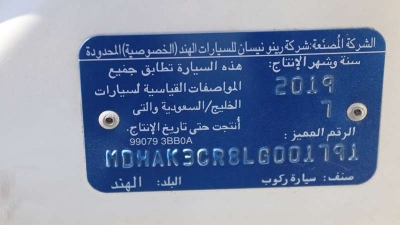 الشركة المُصنّعة: شركة رينو نيسان للسيارات الهند (الخصوصية) المحدودة
سنة وشهر الإنتاج: هذه السيارة تطابق جميع
2019 المواصفات القياسية لسيارات
7 الخليج/السعودية والتى
الرقم المميز: أنتجت حتى تاريخ الإنتاج.
99079 3BB0A
MDHAK3CR8LG001791
صنف: سيارة ركوب البلد: الهند